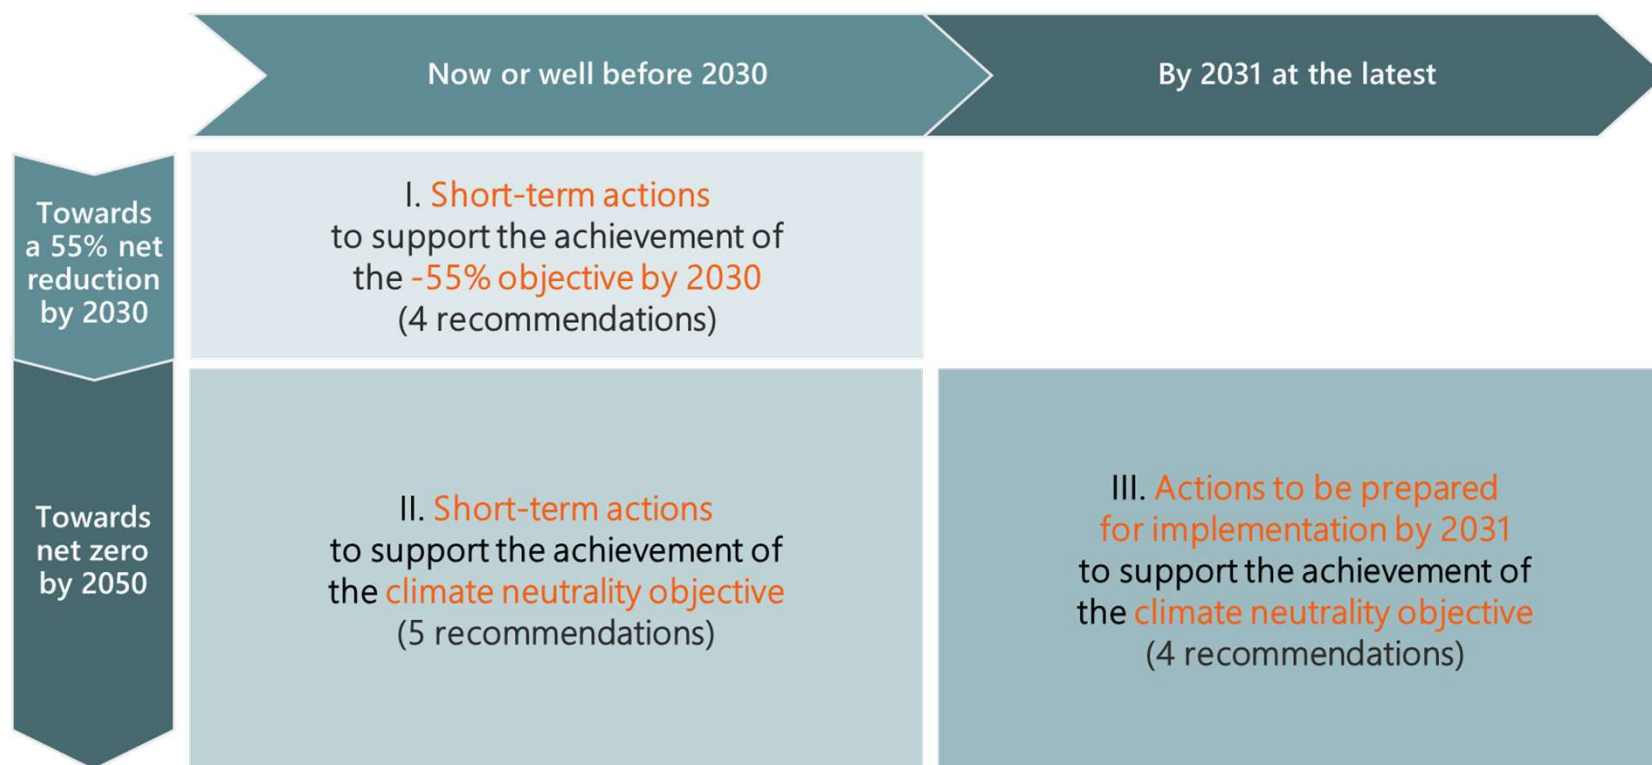 Now or well before 2030
By 2031 at the latest
Towards
a 55% net
reduction
by 2030
I. Short-term actions
to support the achievement of
the -55% objective by 2030
(4 recommendations)
Towards
net zero
by 2050
II. Short-term actions
to support the achievement of
the climate neutrality objective
(5 recommendations)
III. Actions to be prepared
for implementation by 2031
to support the achievement of
the climate neutrality objective
(4 recommendations)